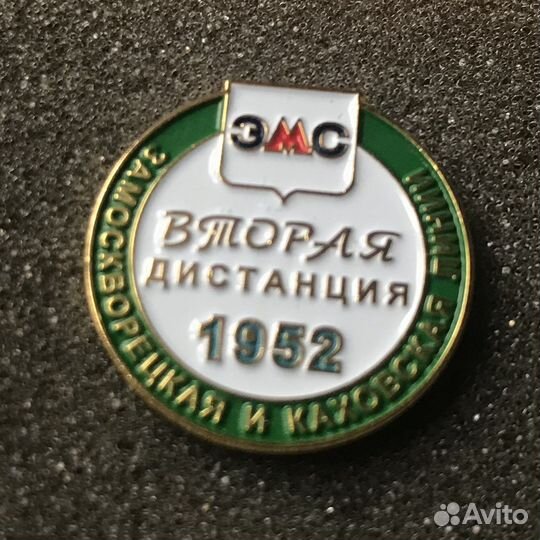 ЭМС
ВТОРАЯ
ДИСТАНЦИЯ
1952
ЗАМОСКВОРЕЦКАЯ И КАХОВСКАЯ ЛИНИИ
Avito